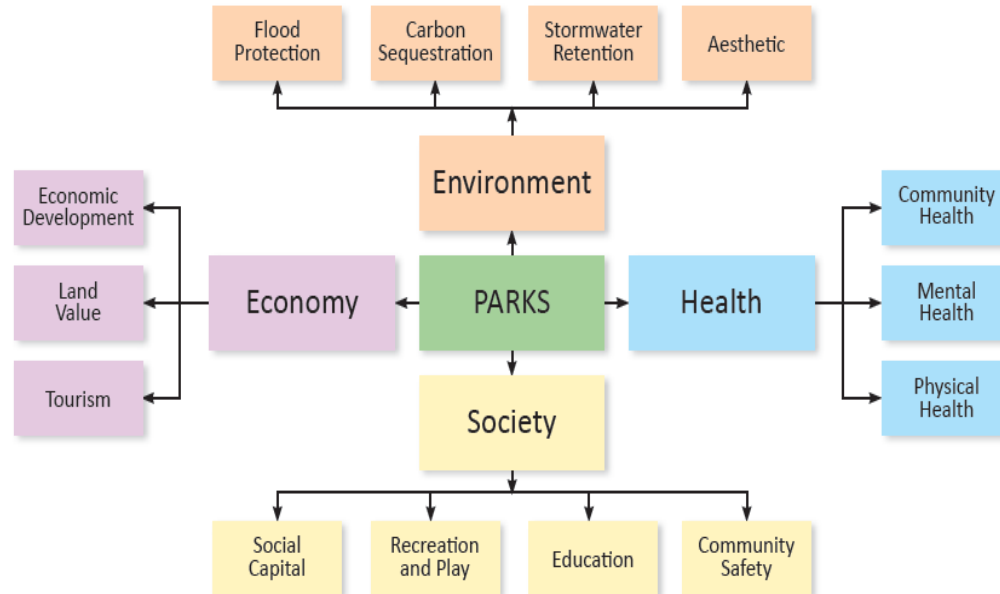 Flood
Protection
Carbon
Sequestration
Stormwater
Retention
Aesthetic
Environment
Economic
Development
Land
Value
Tourism
Economy
PARKS
Health
Community
Health
Mental
Health
Physical
Health
Society
Social
Capital
Recreation
and Play
Education
Community
Safety